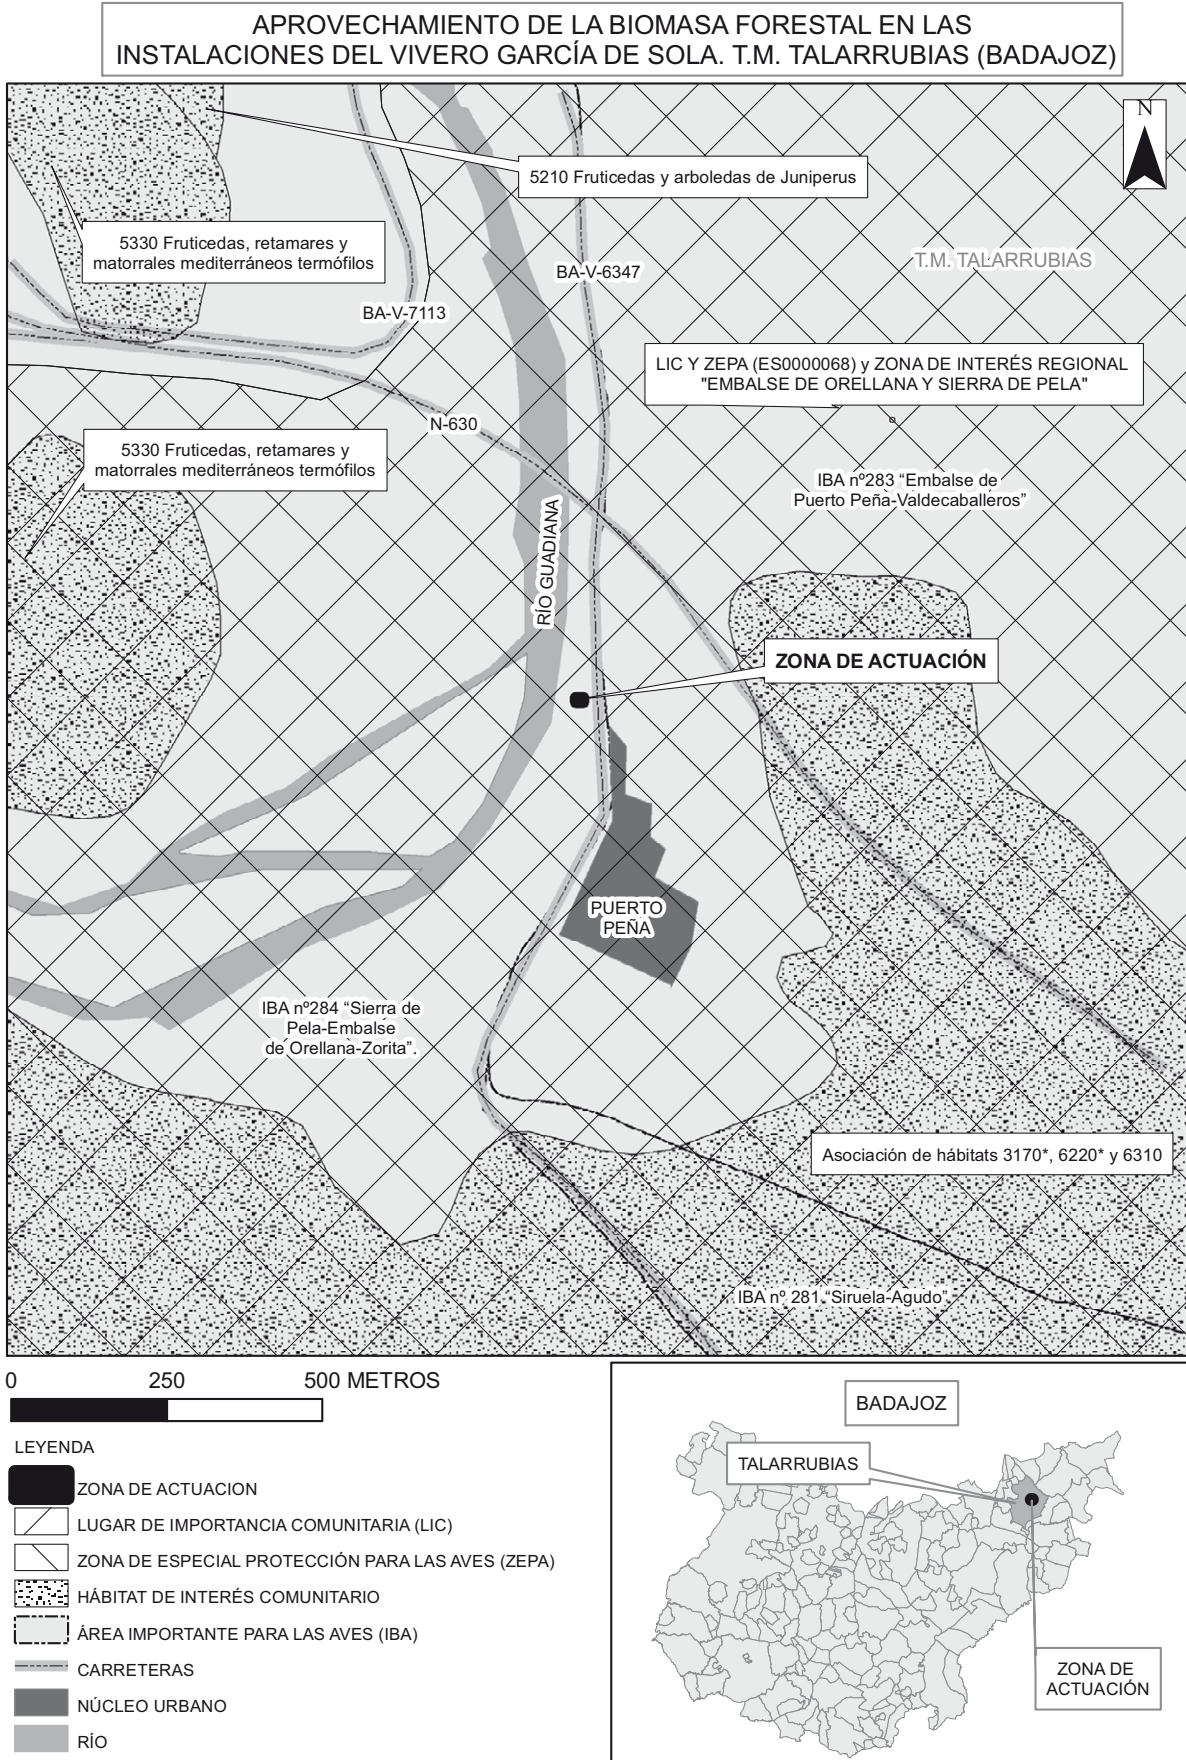 APROVECHAMIENTO DE LA BIOMASA FORESTAL EN LAS
INSTALACIONES DEL VIVERO GARCÍA DE SOLA. T.M. TALARRUBIAS (BADAJOZ)
N
5210 Fruticedas y arboledas de Juniperus
5330 Fruticedas, retamares y
matorrales mediterráneos termófilos
T.M. TALARRUBIAS
BA-V-6347
BA-V-7113
LIC Y ZEPA (ES0000068) y ZONA DE INTERÉS REGIONAL
"EMBALSE DE ORELLANA Y SIERRA DE PELA"
N-630
5330 Fruticedas, retamares y
matorrales mediterráneos termófilos
IBA nº283 “Embalse de
Puerto Peña-Valdecaballeros”
RÍO GUADIANA
ZONA DE ACTUACIÓN
PUERTO
PEÑA
IBA nº284 “Sierra de
Pela-Embalse
de Orellana-Zorita”.
Asociación de hábitats 3170*, 6220* y 6310
IBA nº 281.“Siruela-Agudo”.
0 250 500 METROS
LEYENDA
ZONA DE ACTUACION
LUGAR DE IMPORTANCIA COMUNITARIA (LIC)
ZONA DE ESPECIAL PROTECCIÓN PARA LAS AVES (ZEPA)
HÁBITAT DE INTERÉS COMUNITARIO
ÁREA IMPORTANTE PARA LAS AVES (IBA)
CARRETERAS
NÚCLEO URBANO
RÍO
BADAJOZ
TALARRUBIAS
ZONA DE
ACTUACIÓN